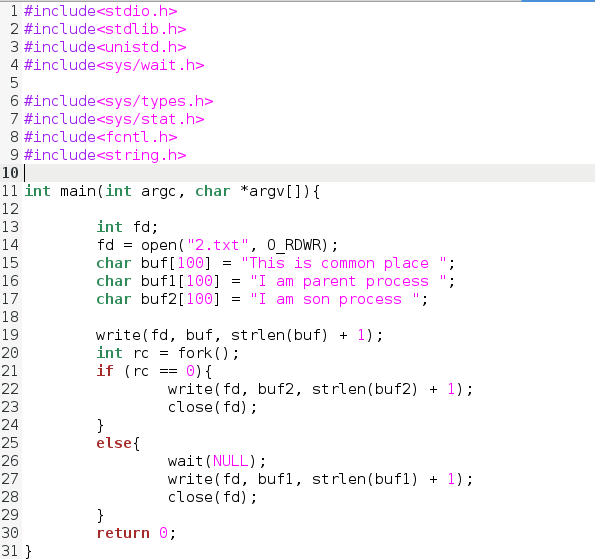 1 #include<stdio.h>
2 #include<stdlib.h>
3 #include<unistd.h>
4 #include<sys/wait.h>
5
6 #include<sys/types.h>
7 #include<sys/stat.h>
8 #include<fcntl.h>
9 #include<string.h>
10
11 int main(int argc, char *argv[]){
12
13         int fd;
14         fd = open("2.txt", O_RDWR);
15         char buf[100] = "This is common place ";
16         char buf1[100] = "I am parent process ";
17         char buf2[100] = "I am son process ";
18
19         write(fd, buf, strlen(buf) + 1);
20         int rc = fork();
21         if (rc == 0){
22                 write(fd, buf2, strlen(buf2) + 1);
23                 close(fd);
24         }
25         else{
26                 wait(NULL);
27                 write(fd, buf1, strlen(buf1) + 1);
28                 close(fd);
29         }
30         return 0;
31 }